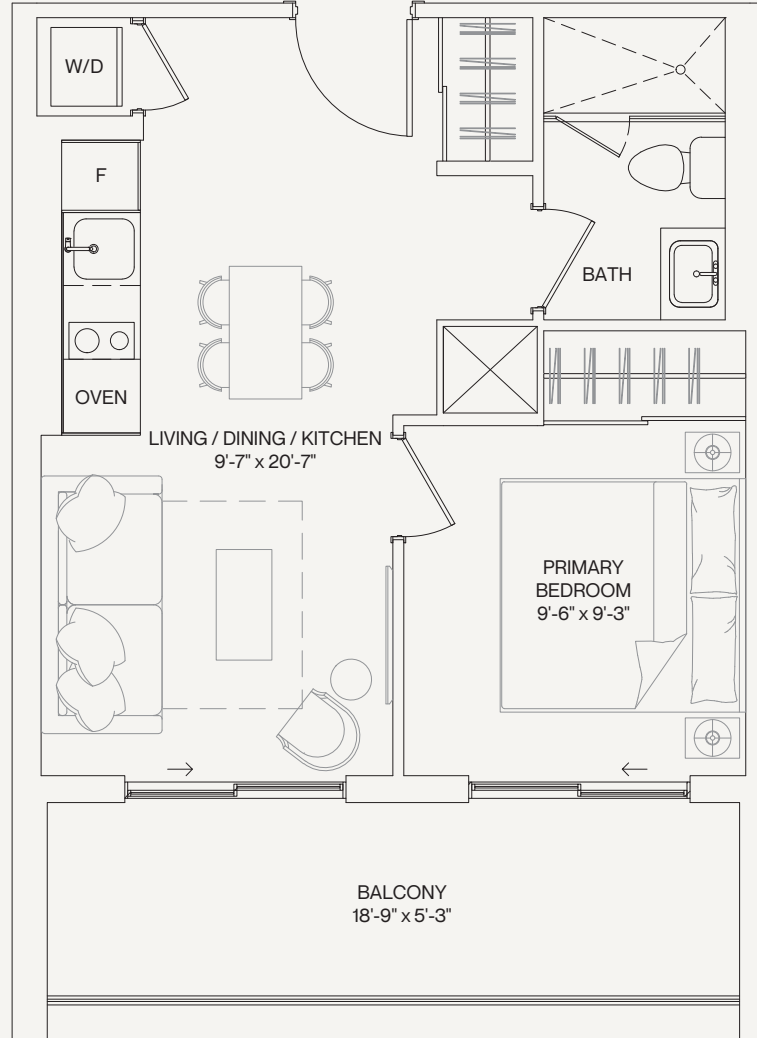 W/D
F
BATH
OVEN
LIVING / DINING / KITCHEN
9'-7" x 20'-7"
PRIMARY
BEDROOM
9'-6" x 9'-3"
BALCONY
18'-9" x 5'-3"